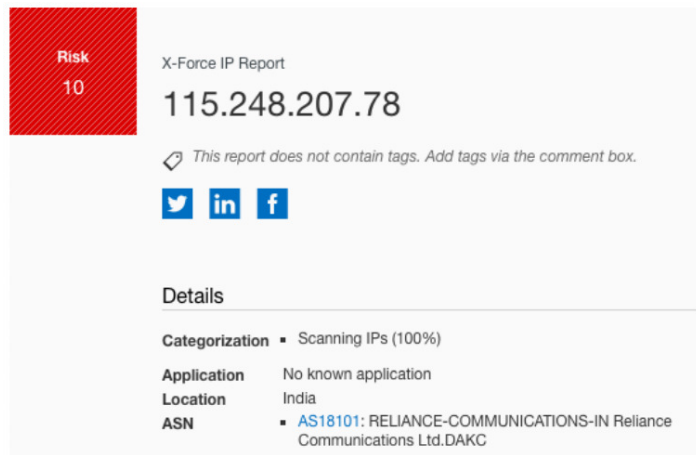 Risk
10
X-Force IP Report
115.248.207.78
This report does not contain tags. Add tags via the comment box.
Details
Categorization ▪ Scanning IPs (100%)
Application No known application
Location India
ASN ▪ AS18101: RELIANCE-COMMUNICATIONS-IN Reliance
Communications Ltd.DAKC